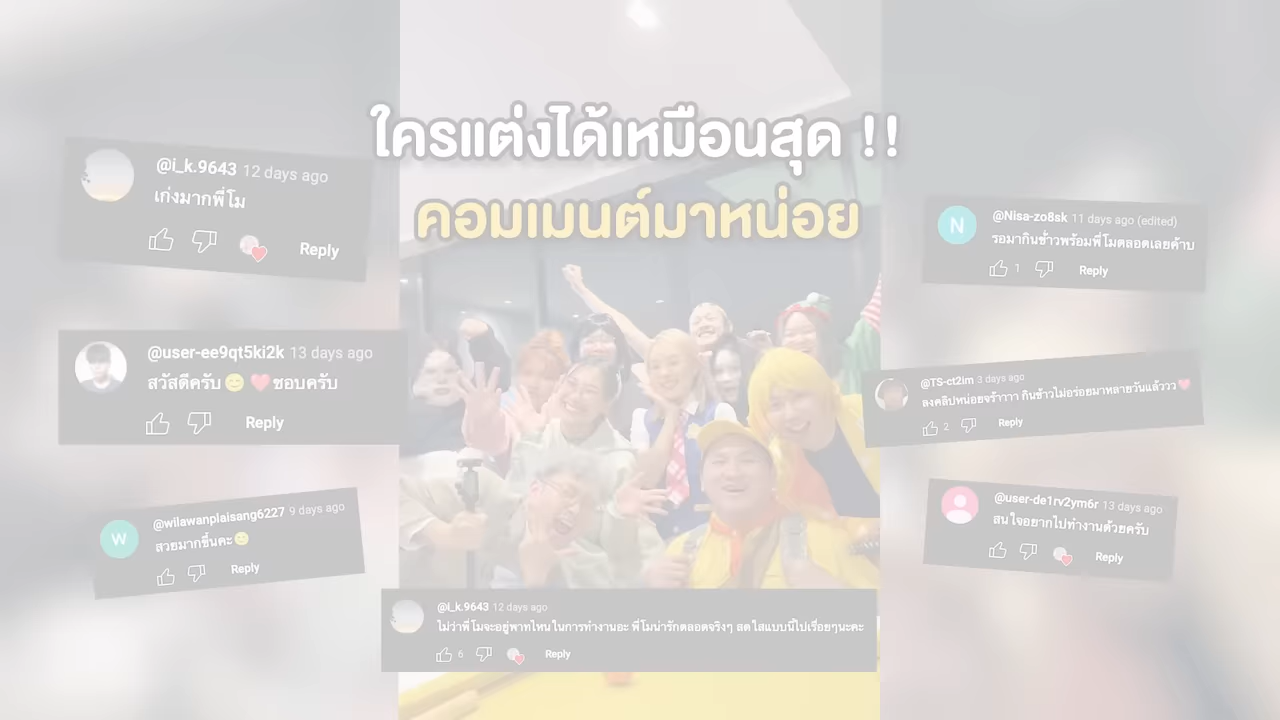 ใครแต่งได้เหมือนสุด !!
คอมเมนต์มาหน่อย
@i_k.9643 12 days ago
เก่งมากพี่โม
Reply
@user-ee9qt5ki2k 13 days ago
สวัสดีครับ😊 ❤️ชอบครับ
Reply
W
@wilawanplaisang6227 9 days ago
สวยมากขึ้นคะ😊
Reply
N
@Nisa-zo8sk 11 days ago (edited)
รอมากินข้าวพร้อมพี่โมตลอดเลยค้าบ
1 Reply
@TS-ct2im 3 days ago
ลงคลิปหน่อยจร้าาาา กินข้าวไม่อร่อยมาหลายวันแล้ววว🩷
2 Reply
@user-de1rv2ym6r 13 days ago
สนใจอยากไปทำงานด้วยครับ
Reply
@i_k.9643 12 days ago
ไม่ว่าพี่โมจะอยู่พาทไหนในการทำงานอะ พี่โมน่ารักตลอดจริงๆ สดใสแบบนี้ไปเรื่อยๆนะคะ
6 Reply